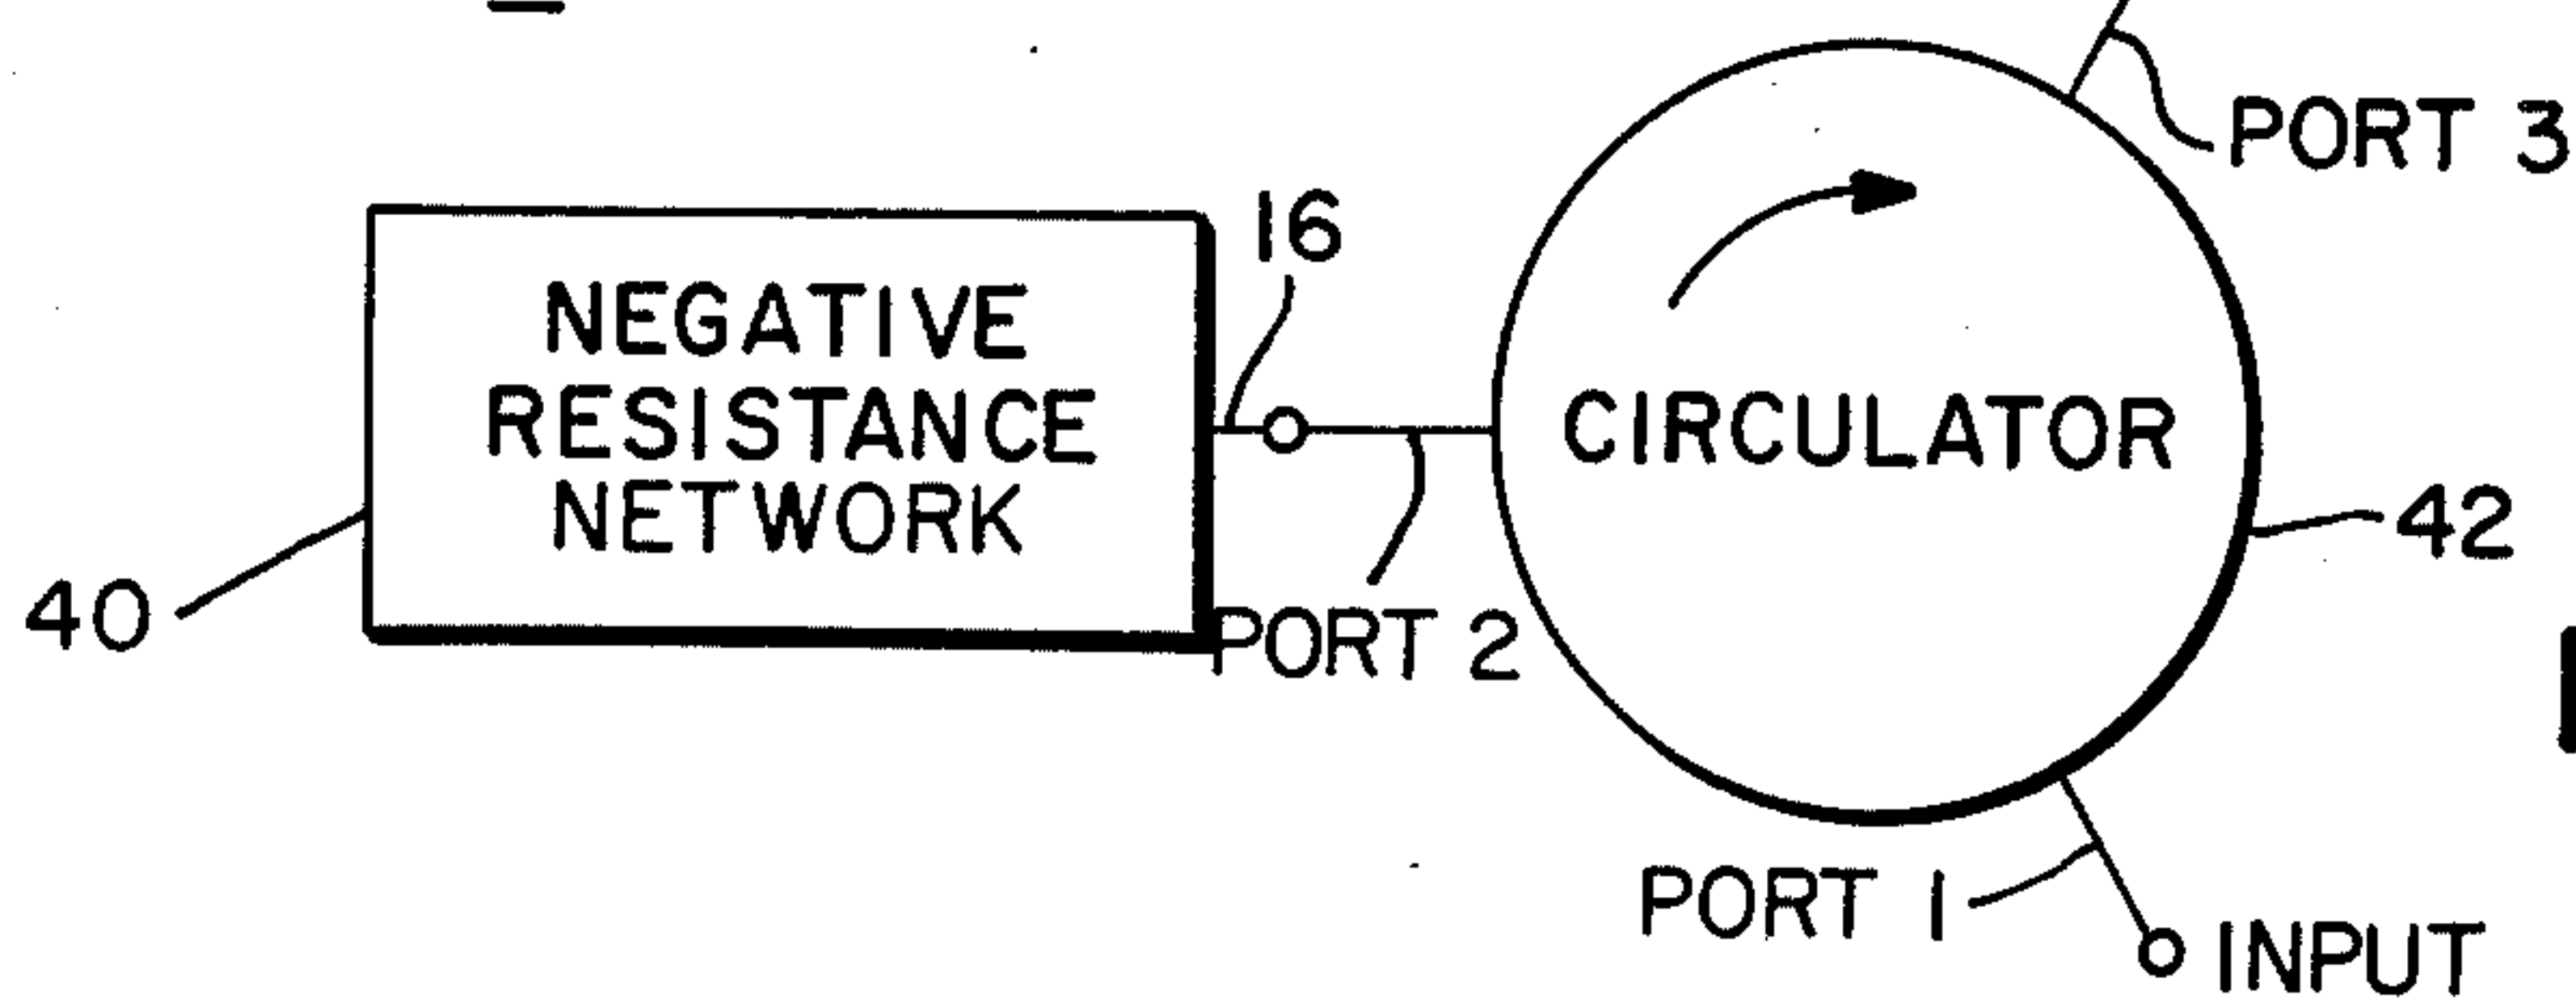 PORT 3
16
NEGATIVE
RESISTANCE
NETWORK
CIRCULATOR
42
40
PORT 2
PORT 1
INPUT